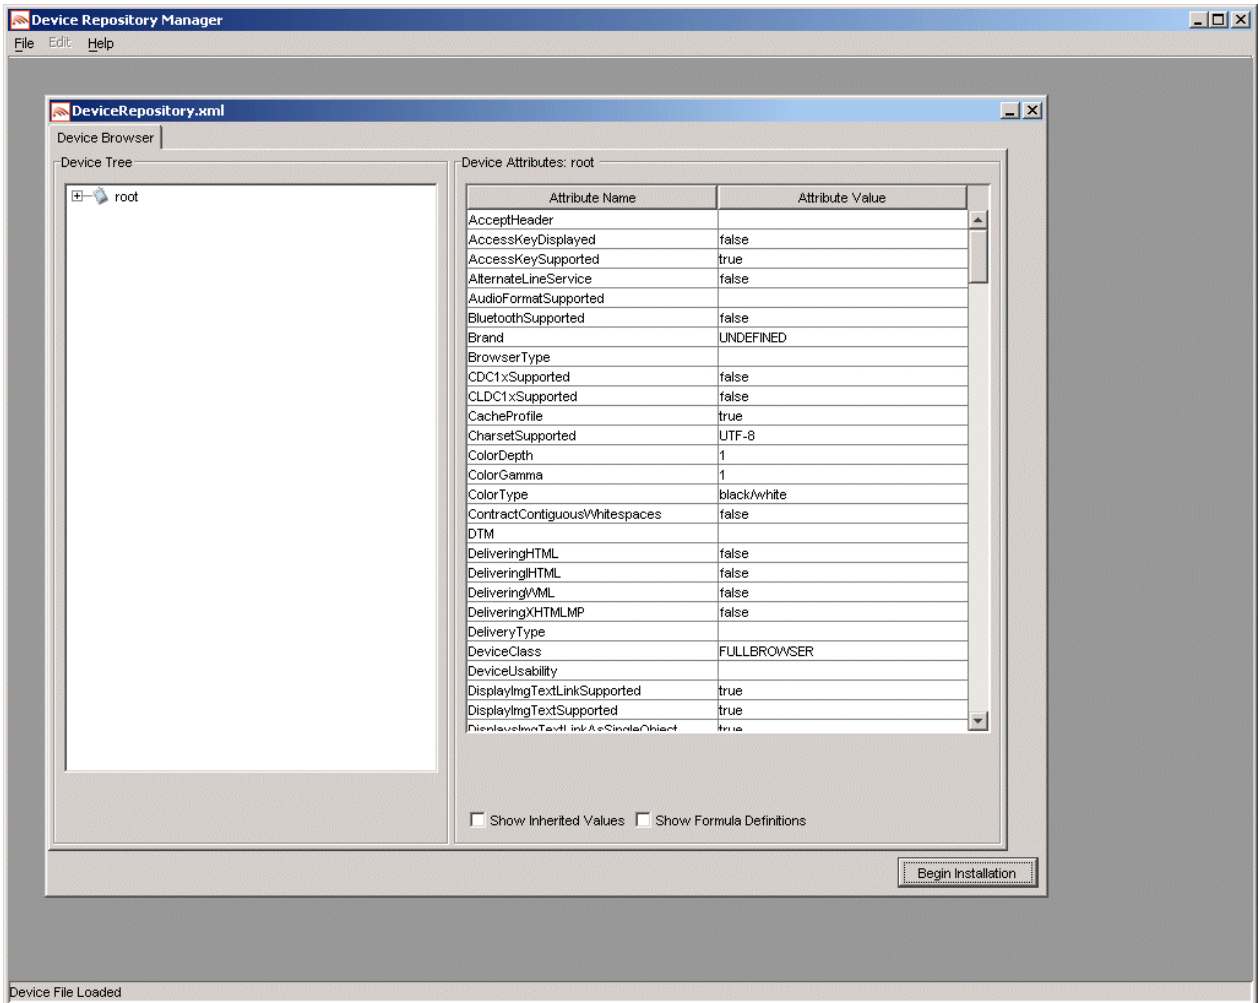 Device Repository Manager
File Edit Help
DeviceRepository.xml
Device Browser
Device Tree
root
Device Attributes: root
Attribute Name Attribute Value
AcceptHeader
AccessKeyDisplayed false
AccessKeySupported true
AlternateLineService false
AudioFormatSupported
BluetoothSupported false
Brand UNDEFINED
BrowserType
CDC1xSupported false
CLDC1xSupported false
CacheProfile true
CharsetSupported UTF-8
ColorDepth 1
ColorGamma 1
ColorType black/white
ContractContiguousWhitespaces false
DTM
DeliveringHTML false
DeliveringIHTML false
DeliveringWML false
DeliveringXHTMLMP false
DeliveryType
DeviceClass FULLBROWSER
DeviceUsability
DisplayImgTextLinkSupported true
DisplayImgTextSupported true
DisplaysImgTextLinkAsSingleObject true
Show Inherited Values Show Formula Definitions
Begin Installation
Device File Loaded